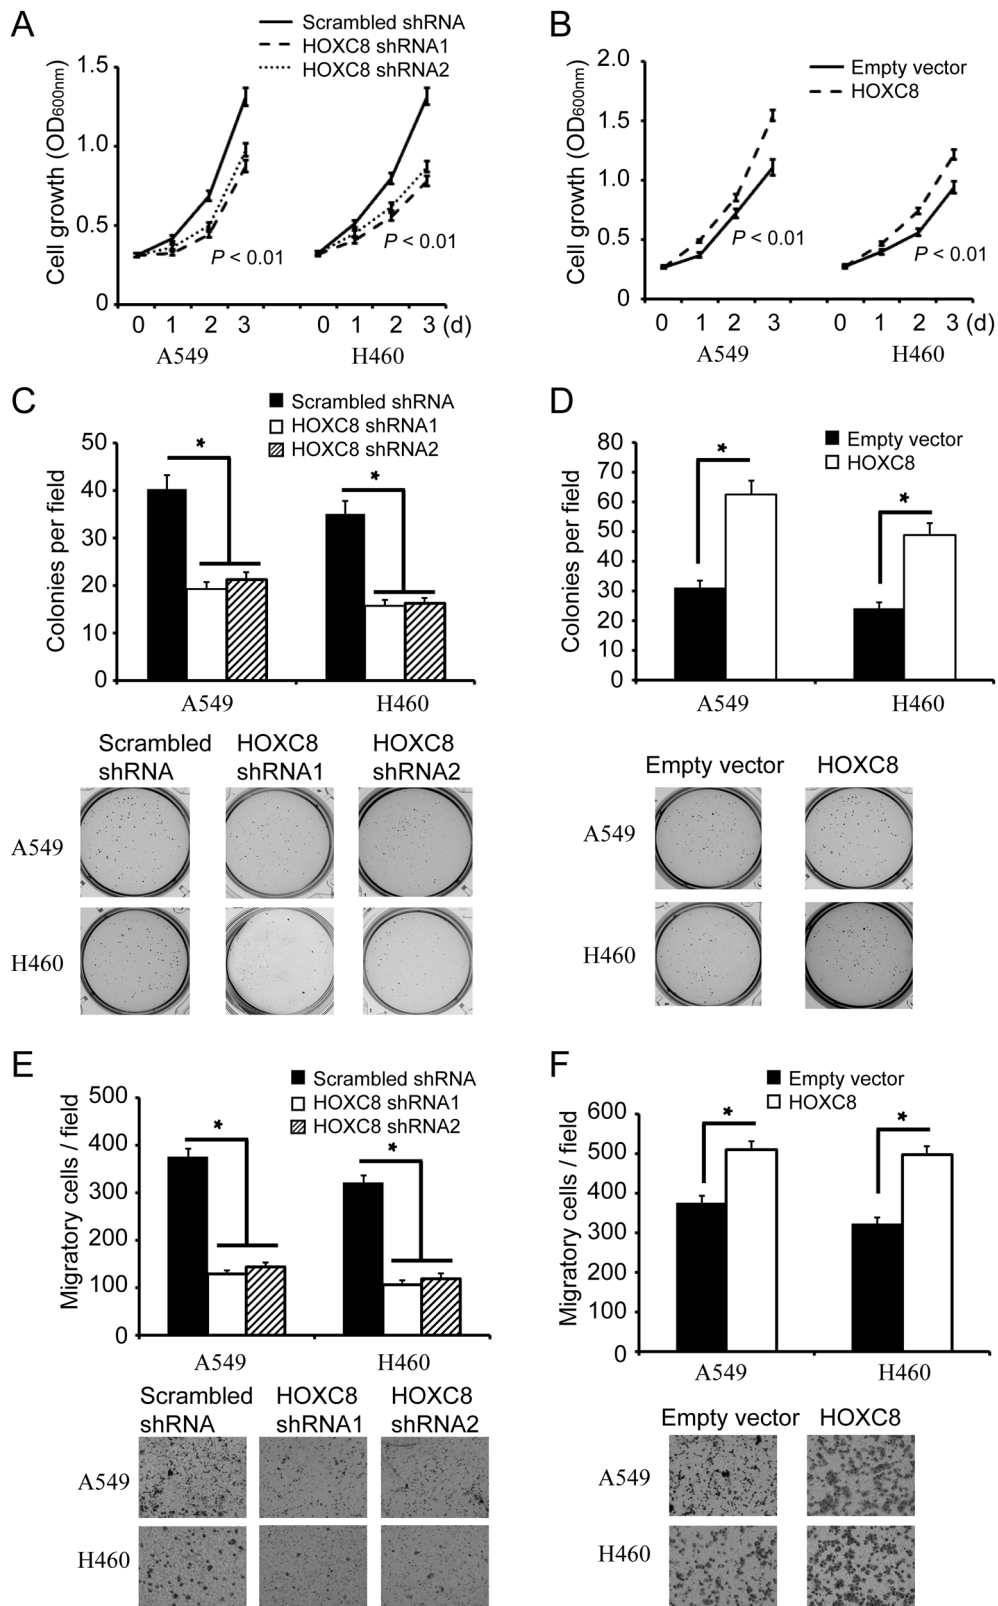 A
Scrambled shRNA
HOXC8 shRNA1
HOXC8 shRNA2
Cell growth (OD600nm)
1.5
1.0
0.5
0
P < 0.01
P < 0.01
0 1 2 3 0 1 2 3 (d)
A549 H460
B
Empty vector
HOXC8
Cell growth (OD600nm)
2.0
1.5
1.0
0.5
0
P < 0.01
P < 0.01
0 1 2 3 0 1 2 3 (d)
A549 H460
C
Scrambled shRNA
HOXC8 shRNA1
HOXC8 shRNA2
Colonies per field
50
40
30
20
10
0
*
*
A549 H460
Scrambled shRNA
HOXC8 shRNA1
HOXC8 shRNA2
A549
H460
D
Empty vector
HOXC8
Colonies per field
80
70
60
50
40
30
20
10
0
*
*
A549 H460
Empty vector HOXC8
A549
H460
E
Scrambled shRNA
HOXC8 shRNA1
HOXC8 shRNA2
Migratory cells / field
500
400
300
200
100
0
*
*
A549 H460
Scrambled shRNA
HOXC8 shRNA1
HOXC8 shRNA2
A549
H460
F
Empty vector
HOXC8
Migratory cells / field
600
500
400
300
200
100
0
*
*
A549 H460
Empty vector HOXC8
A549
H460